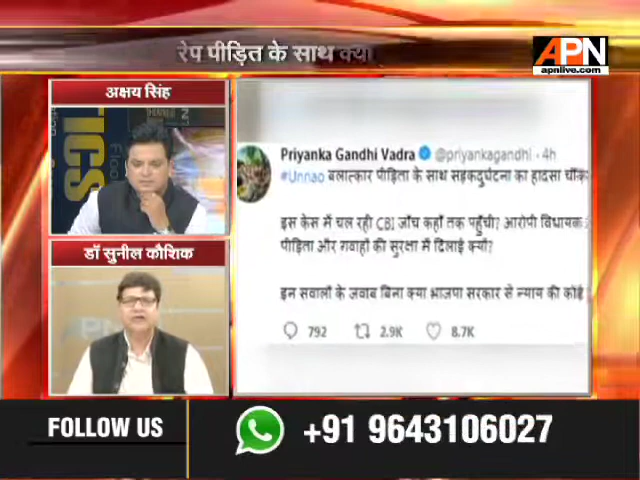 रेप पीड़ित के साथ क्या
APN
apnlive.com
अक्षय सिंह
डॉ सुनील कौशिक
Priyanka Gandhi Vadra @priyankagandhi · 4h
#Unnao बलात्कार पीड़िता के साथ सड़कदुर्घटना का हादसा चौंक
इस केस में चल रही CBI जाँच कहाँ तक पहुँची? आरोपी विधायक
पीड़िता और गवाहों की सुरक्षा में ढिलाई क्यों?
इन सवालों के जवाब बिना क्या भाजपा सरकार से न्याय की कोई
792 2.9K 8.7K
FOLLOW US
+91 9643106027